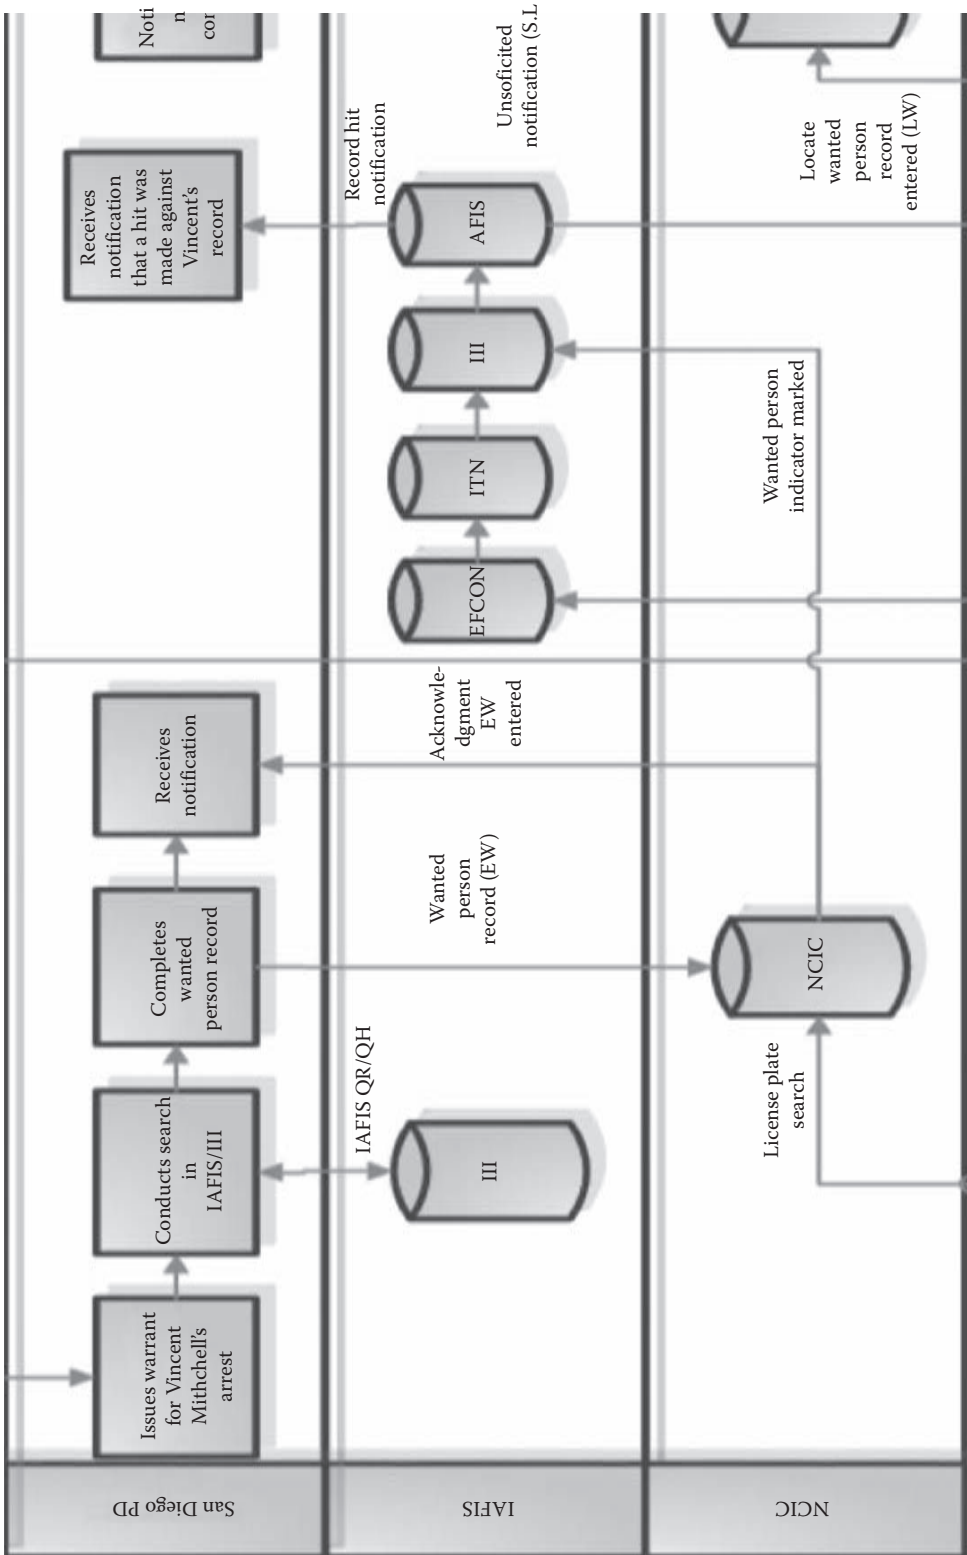 San Diego PD
Issues warrant
for Vincent
Mithchell's
arrest
Conducts search
in
IAFIS/III
Completes
wanted
person record
Receives
notification
Receives
notification
that a hit was
made against
Vincent's
record
Noti
n
cor
IAFIS
IAFIS QR/QH
III
Wanted
person
record (EW)
Acknowle-
dgment
EW
entered
EFCON
ITN
III
AFIS
Record hit
notification
Unsoficited
notification (S.L
NCIC
License plate
search
NCIC
Wanted person
indicator marked
Locate
wanted
person
record
entered (LW)